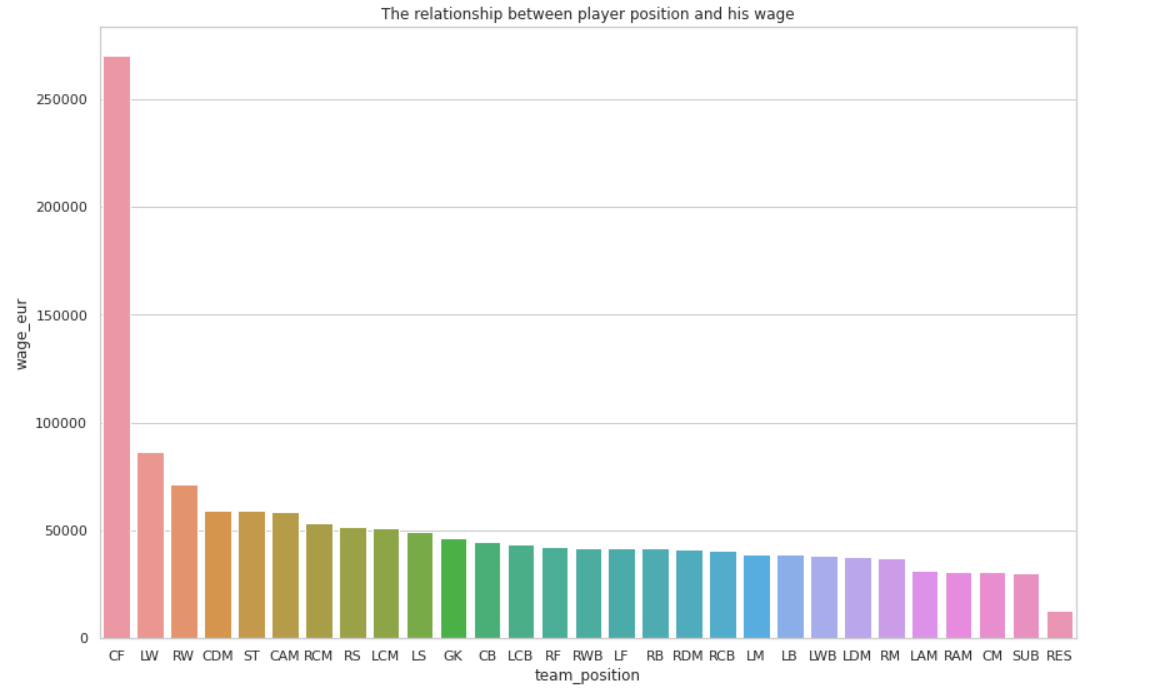 The relationship between player position and his wage
wage_eur
250000
200000
150000
100000
50000
0
CF LW RW CDM ST CAM RCM RS LCM LS GK CB LCB RF RWB LF RB RDM RCB LM LB LWB LDM RM LAM RAM CM SUB RES
team_position